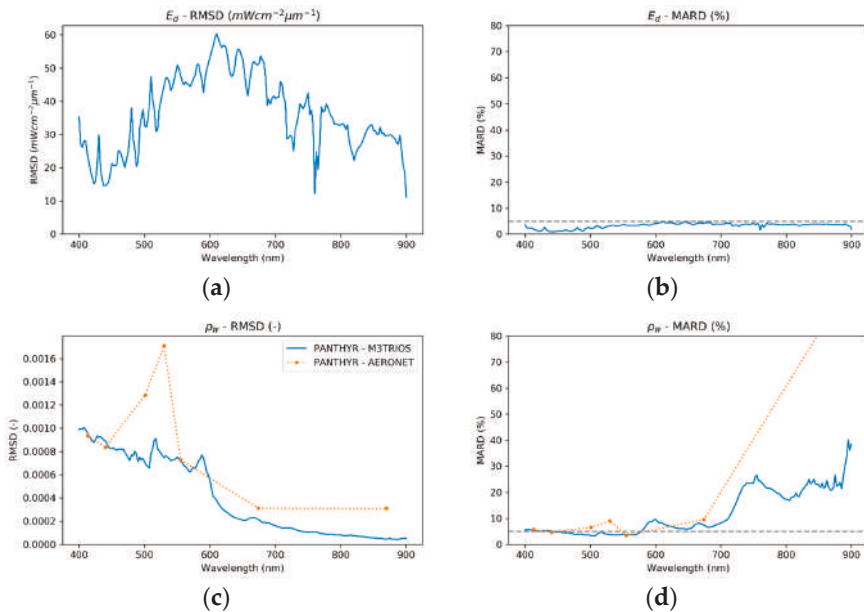 E_d - RMSD (mWcm⁻²μm⁻¹)
60
50
40
30
20
10
0
RMSD (mWcm⁻²μm⁻¹)
400 500 600 700 800 900
Wavelength (nm)
(a)
E_d - MARD (%)
80
70
60
50
40
30
20
10
0
MARD (%)
400 500 600 700 800 900
Wavelength (nm)
(b)
ρ_w - RMSD (-)
PANTHYR - M3TRIOS
PANTHYR - AERONET
0.0016
0.0014
0.0012
0.0010
0.0008
0.0006
0.0004
0.0002
0.0000
RMSD (-)
400 500 600 700 800 900
Wavelength (nm)
(c)
ρ_w - MARD (%)
80
70
60
50
40
30
20
10
0
MARD (%)
400 500 600 700 800 900
Wavelength (nm)
(d)